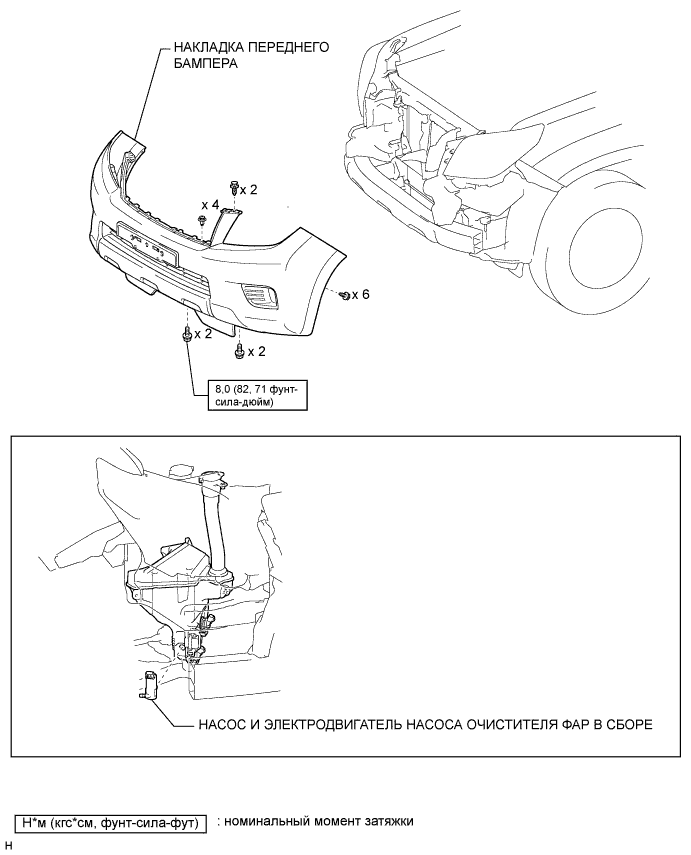 НАКЛАДКА ПЕРЕДНЕГО
БАМПЕРА
x 2
x 4
x 6
x 2
x 2
8,0 (82, 71 фунт-
сила-дюйм)
НАСОС И ЭЛЕКТРОДВИГАТЕЛЬ НАСОСА ОЧИСТИТЕЛЯ ФАР В СБОРЕ
Н*м (кгс*см, фунт-сила-фут) : номинальный момент затяжки
H